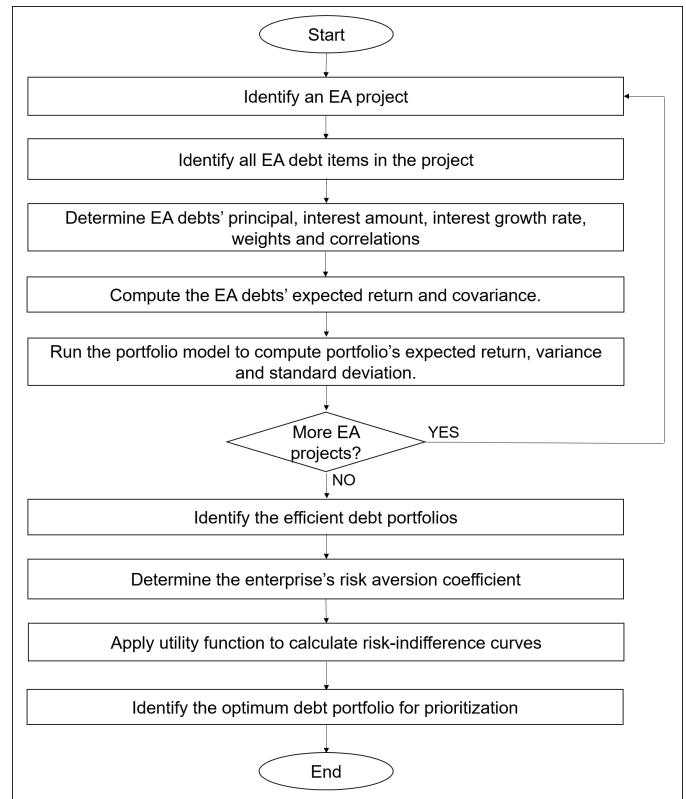 Start
Identify an EA project
Identify all EA debt items in the project
Determine EA debts’ principal, interest amount, interest growth rate,
weights and correlations
Compute the EA debts’ expected return and covariance.
Run the portfolio model to compute portfolio’s expected return, variance
and standard deviation.
More EA
projects?
YES
NO
Identify the efficient debt portfolios
Determine the enterprise’s risk aversion coefficient
Apply utility function to calculate risk-indifference curves
Identify the optimum debt portfolio for prioritization
End